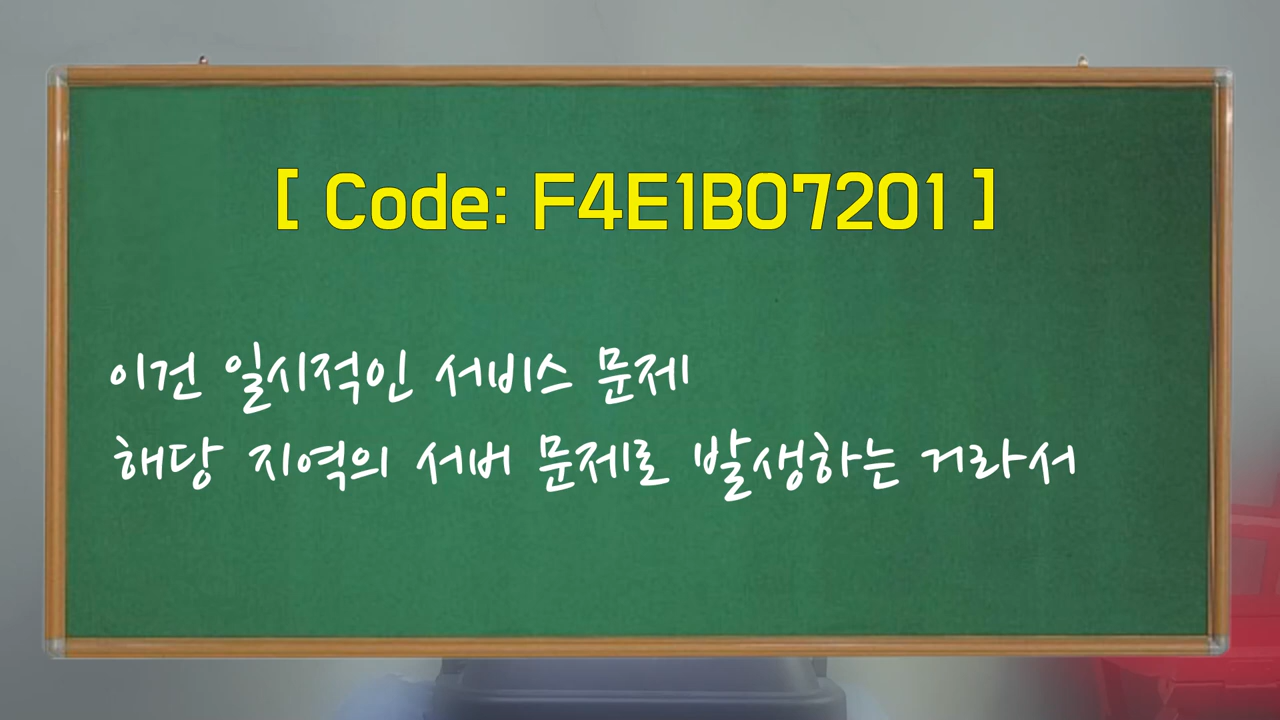 [ Code: F4E1B07201 ]
이건 일시적인 서비스 문제
해당 지역의 서버 문제로 발생하는 거라서